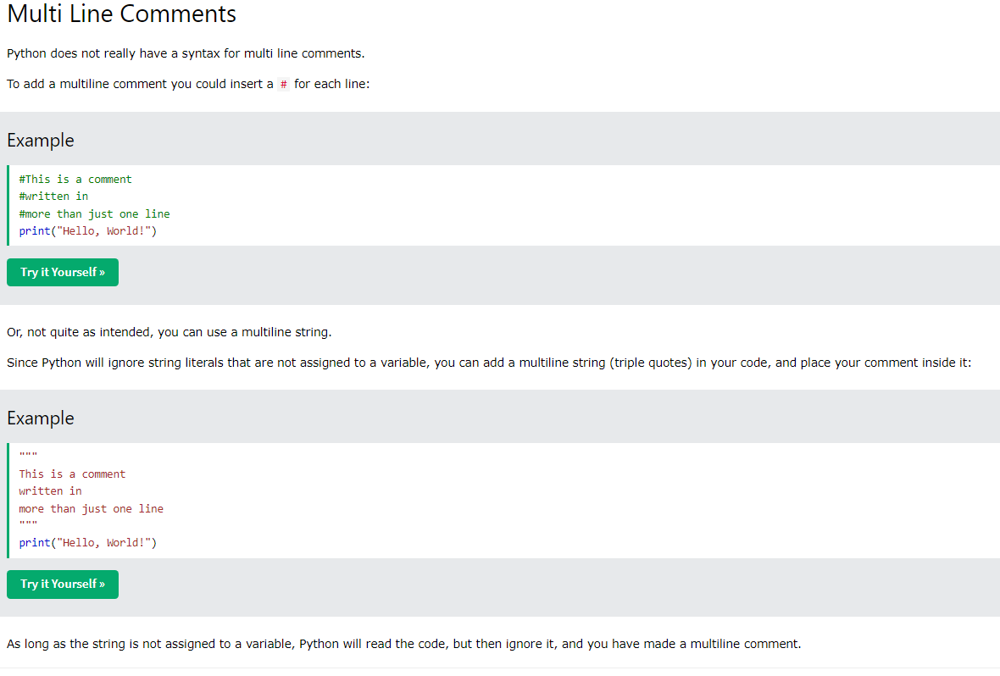 Multi Line Comments
Python does not really have a syntax for multi line comments.
To add a multiline comment you could insert a # for each line:
Example
#This is a comment
#written in
#more than just one line
print("Hello, World!")
Try it Yourself »
Or, not quite as intended, you can use a multiline string.
Since Python will ignore string literals that are not assigned to a variable, you can add a multiline string (triple quotes) in your code, and place your comment inside it:
Example
"""
This is a comment
written in
more than just one line
"""
print("Hello, World!")
Try it Yourself »
As long as the string is not assigned to a variable, Python will read the code, but then ignore it, and you have made a multiline comment.